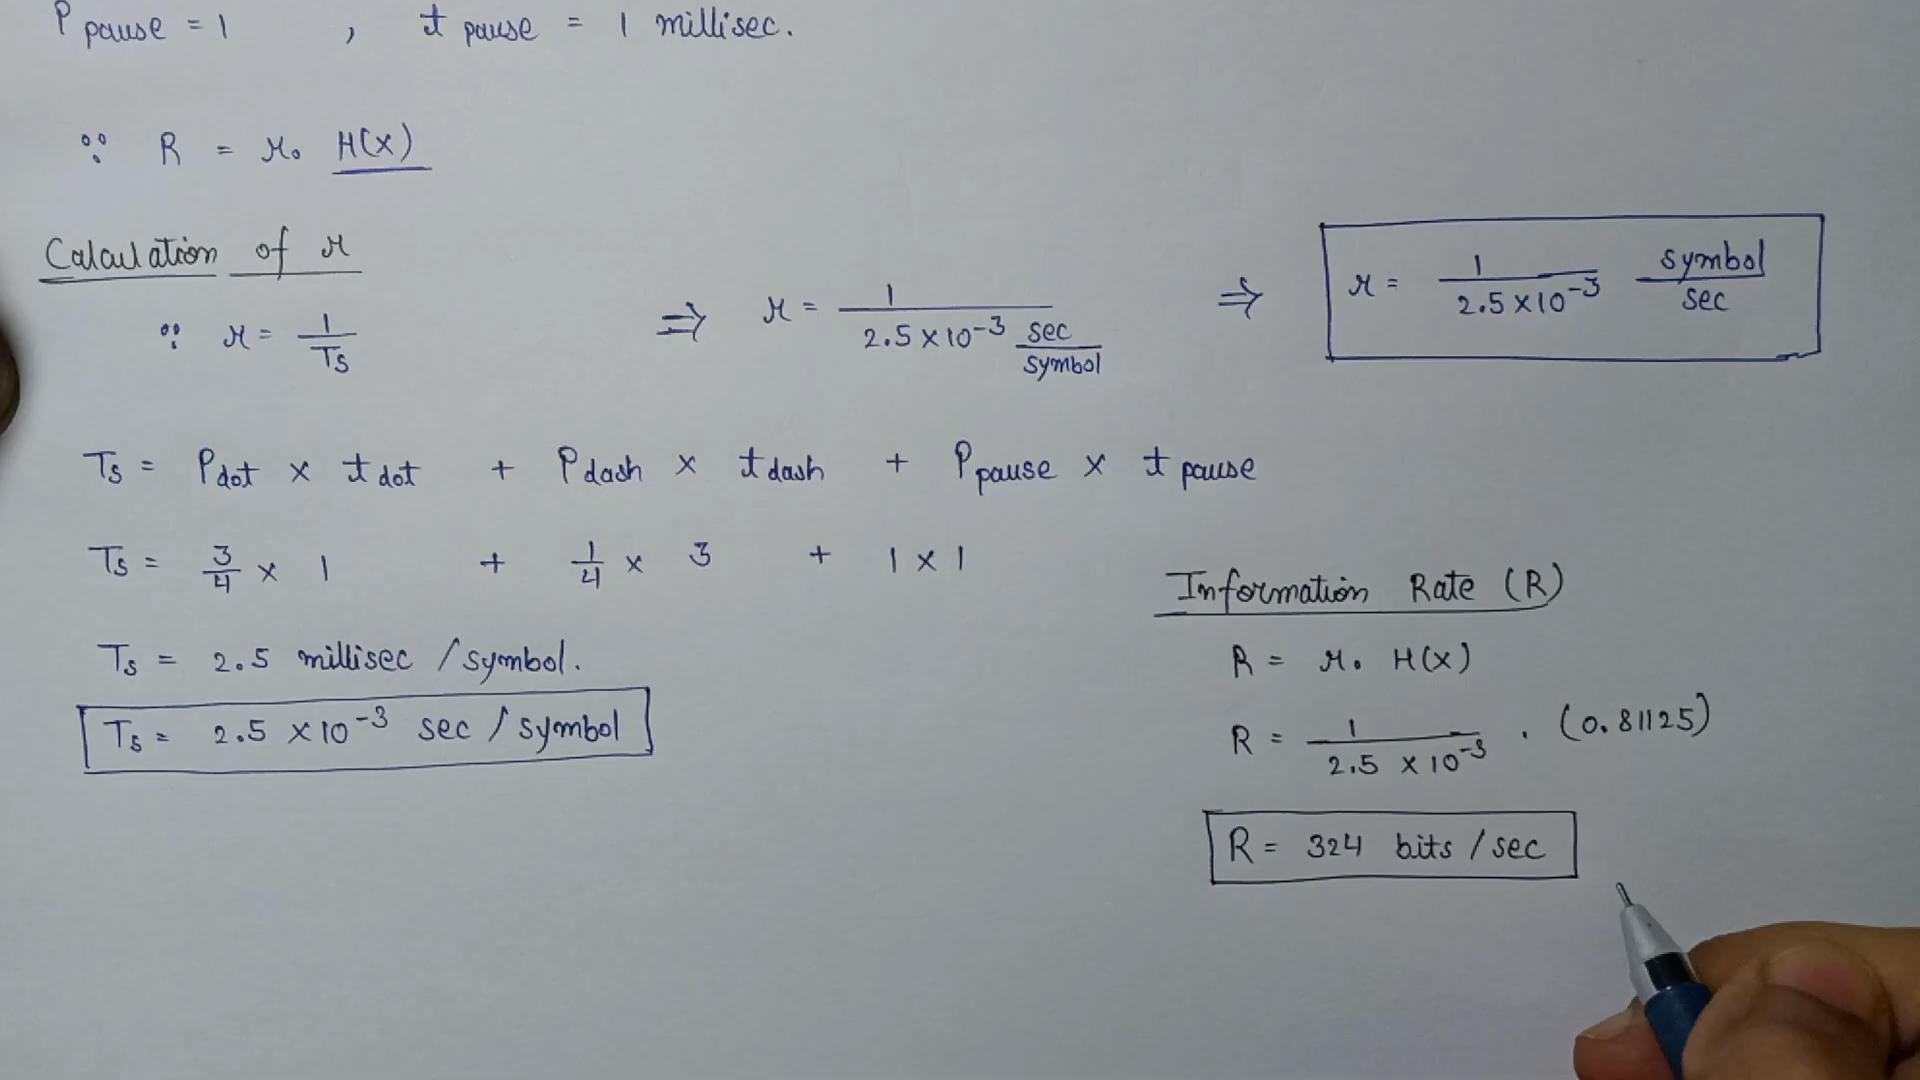 P pause = 1 , t pause = 1 millisec.
∵ R = r. H(X)
Calculation of r
∵ r = 1/Ts ⇒ r = 1/(2.5 × 10^-3 sec/symbol) ⇒ r = 1/(2.5 × 10^-3) symbol/sec
Ts = P dot × t dot + P dash × t dash + P pause × t pause
Ts = 3/4 × 1 + 1/4 × 3 + 1 × 1
Ts = 2.5 millisec / symbol.
Ts = 2.5 × 10^-3 sec / symbol
Information Rate (R)
R = r. H(X)
R = 1/(2.5 × 10^-3) . (0.81125)
R = 324 bits / sec